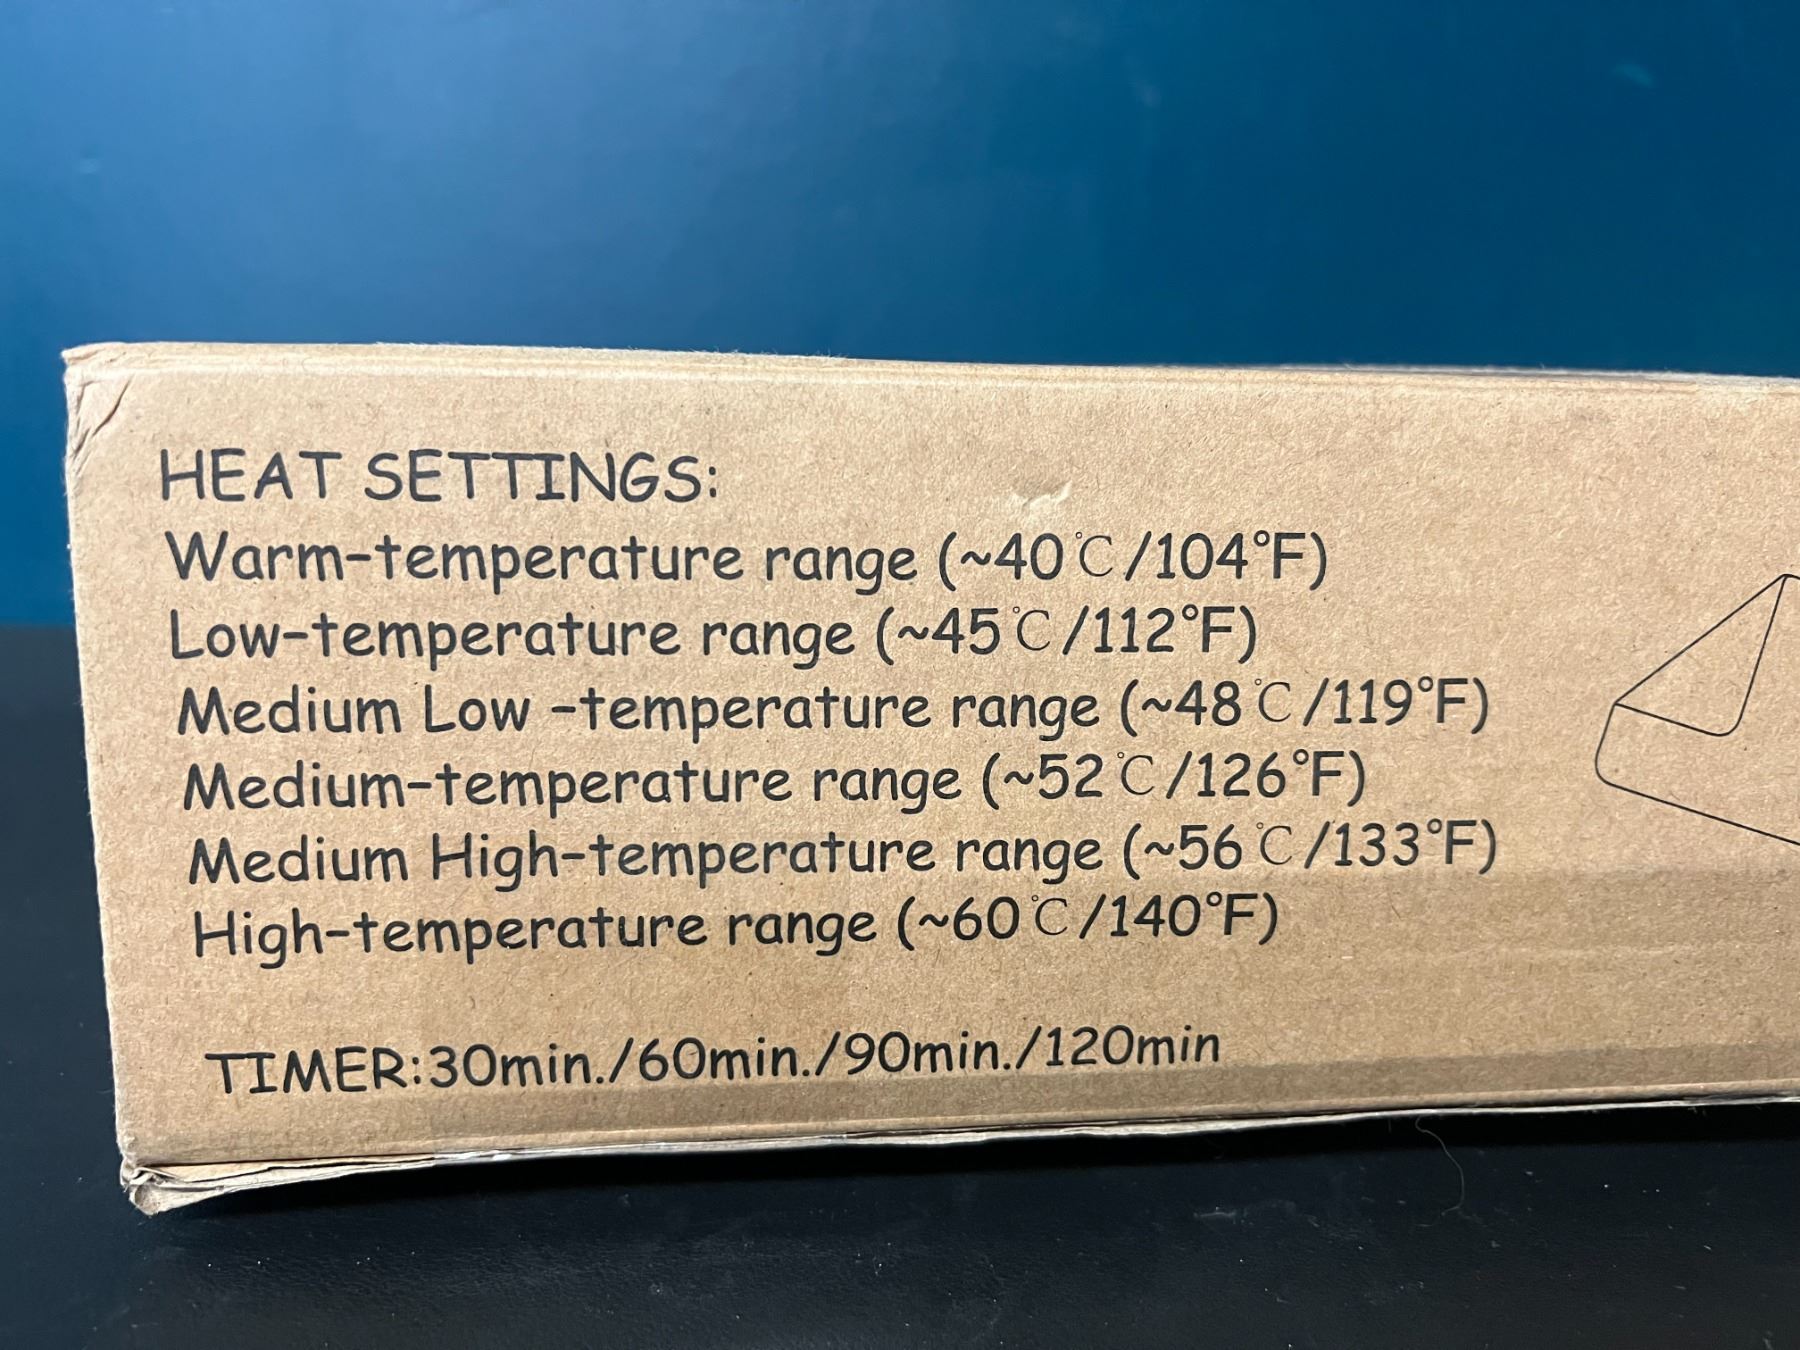 HEAT SETTINGS:
Warm-temperature range (~40℃/104°F)
Low-temperature range (~45℃/112°F)
Medium Low -temperature range (~48℃/119°F)
Medium-temperature range (~52℃/126°F)
Medium High-temperature range (~56℃/133°F)
High-temperature range (~60℃/140°F)
TIMER:30min./60min./90min./120min